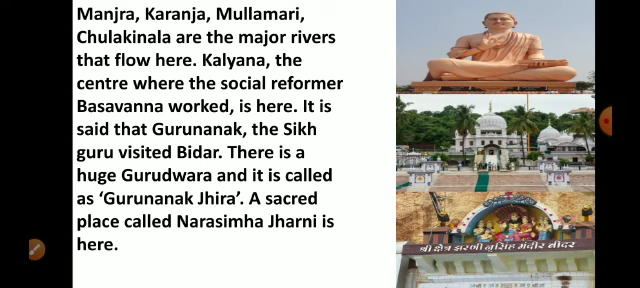 Manjra, Karanja, Mullamari,
Chulakinala are the major rivers
that flow here. Kalyana, the
centre where the social reformer
Basavanna worked, is here. It is
said that Gurunanak, the Sikh
guru visited Bidar. There is a
huge Gurudwara and it is called
as ‘Gurunanak Jhira’. A sacred
place called Narasimha Jharni is
here.
श्री क्षेत्र झरणी नृसिंह मंदीर बीदर